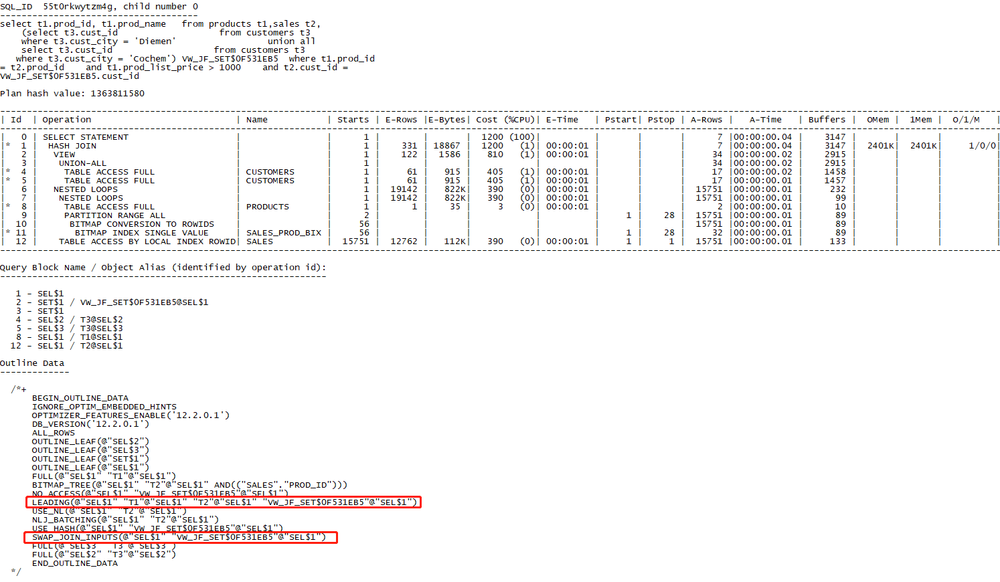 SQL_ID  55t0rkwytzm4g, child number 0
-------------------------------------
select t1.prod_id, t1.prod_name   from products t1,sales t2,
    (select t3.cust_id                   from customers t3
    where t3.cust_city = 'Diemen'                 union all
    select t3.cust_id                  from customers t3
   where t3.cust_city = 'Cochem') VW_JF_SET$0F531EB5  where t1.prod_id
= t2.prod_id    and t1.prod_list_price > 1000    and t2.cust_id =
VW_JF_SET$0F531EB5.cust_id
Plan hash value: 1363811580
| Id  | Operation                                  | Name           | Starts | E-Rows |E-Bytes| Cost (%CPU)| E-Time   | Pstart| Pstop | A-Rows |   A-Time   | Buffers |  OMem |  1Mem |  O/1/M   |
|   0 | SELECT STATEMENT                           |                |      1 |        |       |  1200 (100)|          |       |       |      7 |00:00:00.04 |    3147 |       |       |          |
|*  1 |  HASH JOIN                                 |                |      1 |    331 | 18867 |  1200   (1)| 00:00:01 |       |       |      7 |00:00:00.04 |    3147 |  2401K|  2401K|     1/0/0|
|   2 |   VIEW                                     |                |      1 |    122 |  1586 |   810   (1)| 00:00:01 |       |       |     34 |00:00:00.02 |    2915 |       |       |          |
|   3 |    UNION-ALL                               |                |      1 |        |       |            |          |       |       |     34 |00:00:00.02 |    2915 |       |       |          |
|*  4 |     TABLE ACCESS FULL                      | CUSTOMERS      |      1 |     61 |   915 |   405   (1)| 00:00:01 |       |       |     17 |00:00:00.02 |    1458 |       |       |          |
|*  5 |     TABLE ACCESS FULL                      | CUSTOMERS      |      1 |     61 |   915 |   405   (1)| 00:00:01 |       |       |     17 |00:00:00.01 |    1457 |       |       |          |
|   6 |   NESTED LOOPS                             |                |      1 |  19142 |   822K|   390   (0)| 00:00:01 |       |       |  15751 |00:00:00.01 |     232 |       |       |          |
|   7 |    NESTED LOOPS                            |                |      1 |  19142 |   822K|   390   (0)| 00:00:01 |       |       |  15751 |00:00:00.01 |      99 |       |       |          |
|*  8 |     TABLE ACCESS FULL                      | PRODUCTS       |      1 |      1 |    35 |     3   (0)| 00:00:01 |       |       |      2 |00:00:00.01 |      10 |       |       |          |
|   9 |     PARTITION RANGE ALL                    |                |      2 |        |       |            |          |     1 |    28 |  15751 |00:00:00.01 |      89 |       |       |          |
|  10 |      BITMAP CONVERSION TO ROWIDS           |                |     56 |        |       |            |          |       |       |  15751 |00:00:00.01 |      89 |       |       |          |
|* 11 |       BITMAP INDEX SINGLE VALUE            | SALES_PROD_BIX |     56 |        |       |            |          |     1 |    28 |     32 |00:00:00.01 |      89 |       |       |          |
|  12 |    TABLE ACCESS BY LOCAL INDEX ROWID| SALES          |  15751 |  12762 |   112K|   390   (0)| 00:00:01 |     1 |     1 |  15751 |00:00:00.01 |     133 |       |       |          |
Query Block Name / Object Alias (identified by operation id):
-------------------------------------------------------------
   1 - SEL$1
   2 - SET$1 / VW_JF_SET$0F531EB5@SEL$1
   3 - SET$1
   4 - SEL$2 / T3@SEL$2
   5 - SEL$3 / T3@SEL$3
   8 - SEL$1 / T1@SEL$1
  12 - SEL$1 / T2@SEL$1
Outline Data
-------------
  /*+
      BEGIN_OUTLINE_DATA
      IGNORE_OPTIM_EMBEDDED_HINTS
      OPTIMIZER_FEATURES_ENABLE('12.2.0.1')
      DB_VERSION('12.2.0.1')
      ALL_ROWS
      OUTLINE_LEAF(@"SEL$2")
      OUTLINE_LEAF(@"SEL$3")
      OUTLINE_LEAF(@"SET$1")
      OUTLINE_LEAF(@"SEL$1")
      FULL(@"SEL$1" "T1"@"SEL$1")
      BITMAP_TREE(@"SEL$1" "T2"@"SEL$1" AND(("SALES"."PROD_ID")))
      NO_ACCESS(@"SEL$1" "VW_JF_SET$0F531EB5"@"SEL$1")
      LEADING(@"SEL$1" "T1"@"SEL$1" "T2"@"SEL$1" "VW_JF_SET$0F531EB5"@"SEL$1")
      USE_NL(@"SEL$1" "T2"@"SEL$1")
      NLJ_BATCHING(@"SEL$1" "T2"@"SEL$1")
      USE_HASH(@"SEL$1" "VW_JF_SET$0F531EB5"@"SEL$1")
      SWAP_JOIN_INPUTS(@"SEL$1" "VW_JF_SET$0F531EB5"@"SEL$1")
      FULL(@"SEL$3" "T3"@"SEL$3")
      FULL(@"SEL$2" "T3"@"SEL$2")
      END_OUTLINE_DATA
  */